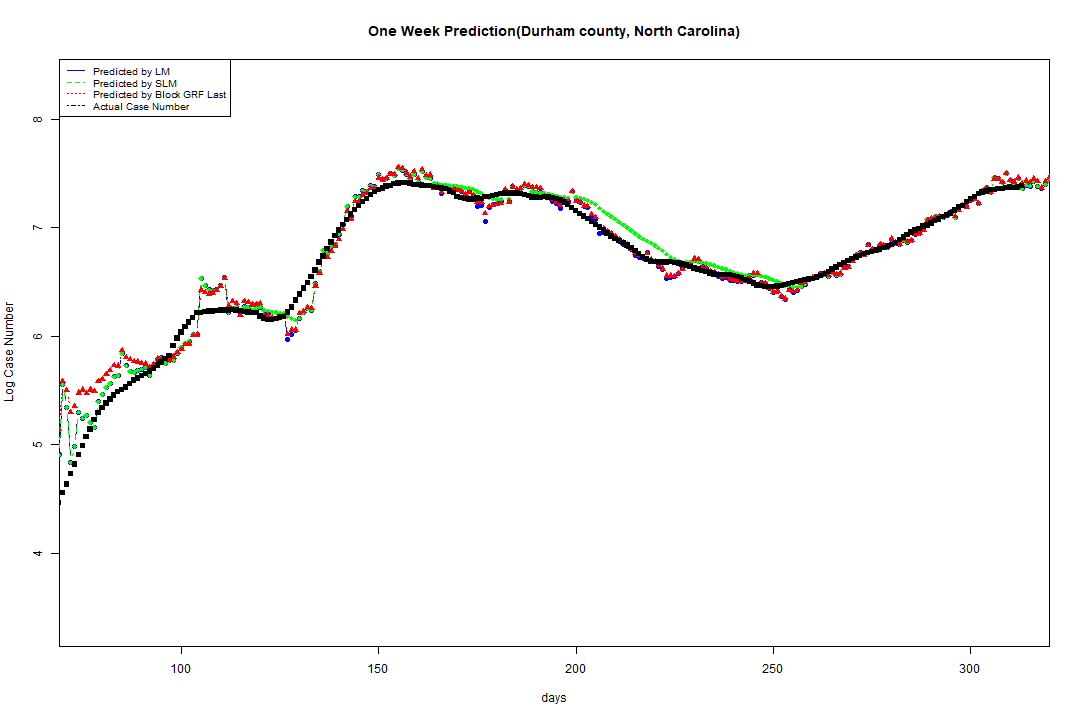 One Week Prediction(Durham county, North Carolina)
Predicted by LM
Predicted by SLM
Predicted by Block GRF Last
Actual Case Number
8
7
6
5
4
Log Case Number
100 150 200 250 300
days